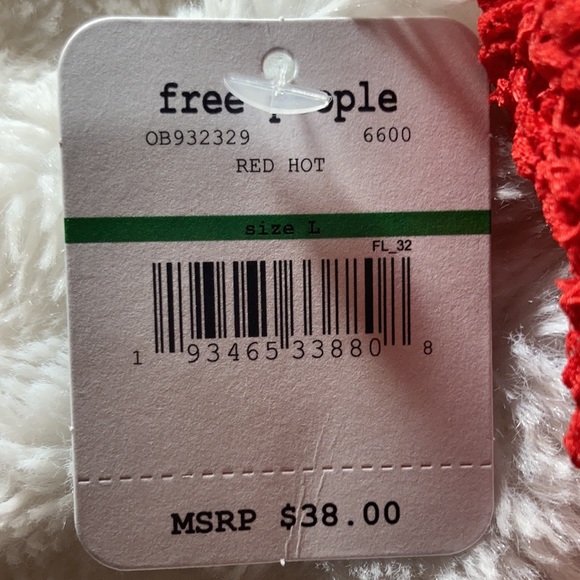 free people
OB932329 6600
RED HOT
size L
FL_32
1 93465 33880 8
MSRP $38.00